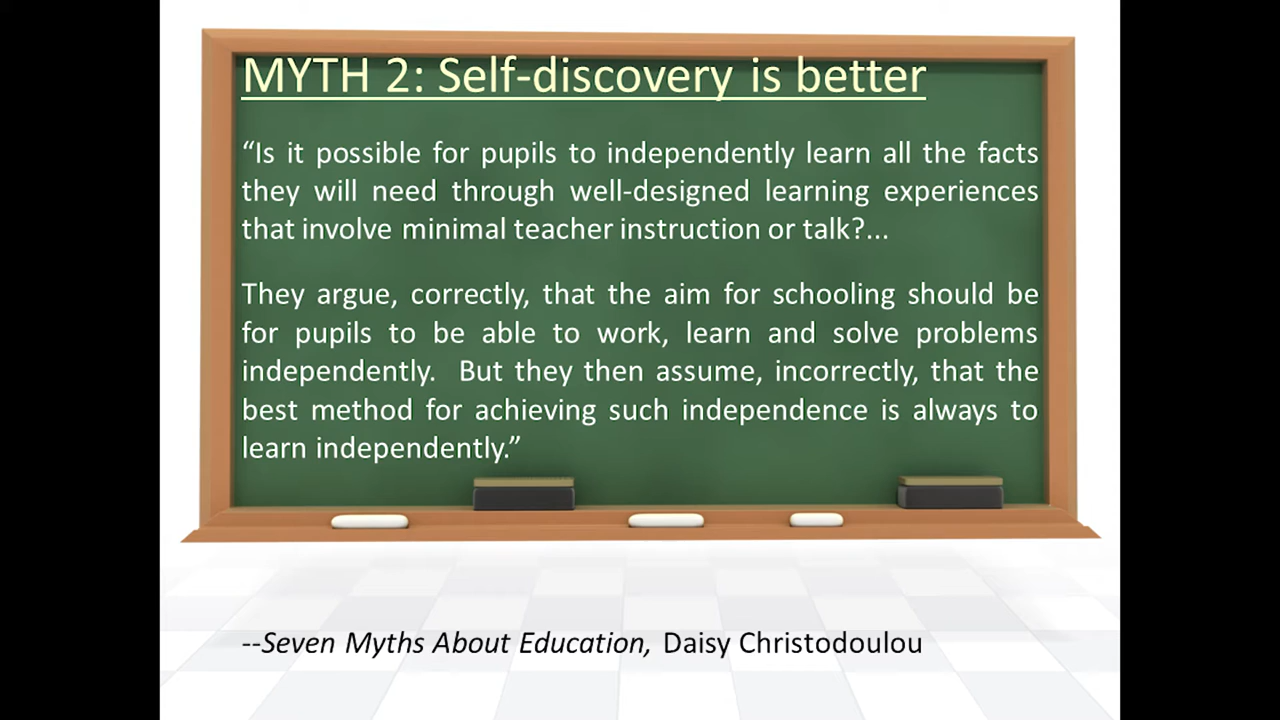 MYTH 2: Self-discovery is better
“Is it possible for pupils to independently learn all the facts
they will need through well-designed learning experiences
that involve minimal teacher instruction or talk?...
They argue, correctly, that the aim for schooling should be
for pupils to be able to work, learn and solve problems
independently. But they then assume, incorrectly, that the
best method for achieving such independence is always to
learn independently.”
--Seven Myths About Education, Daisy Christodoulou